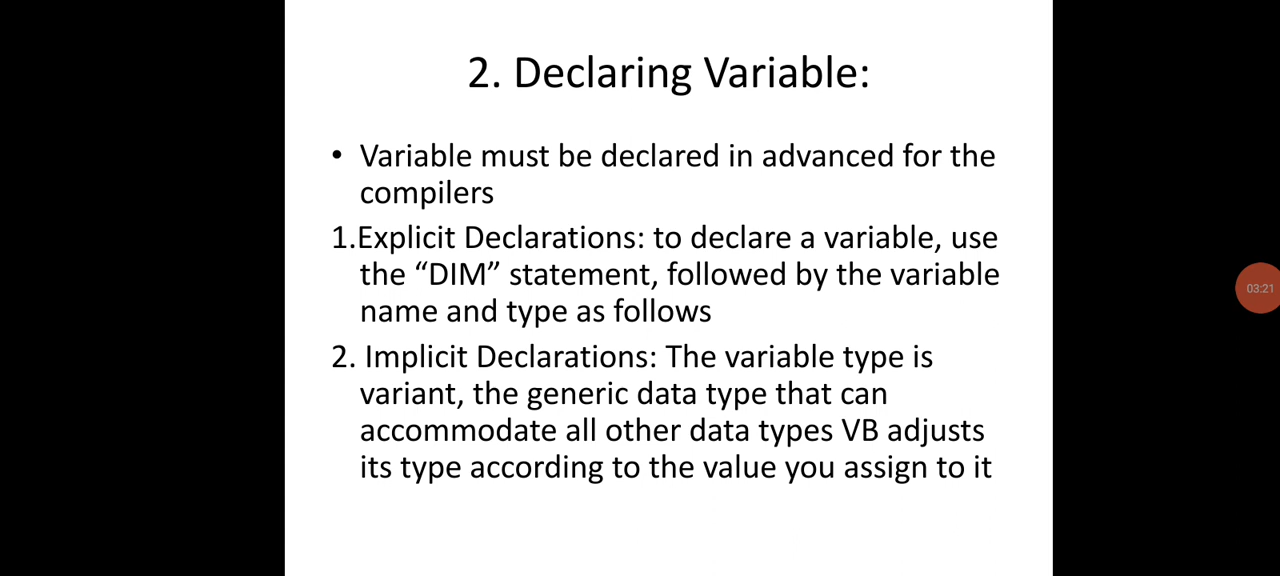 2. Declaring Variable:
• Variable must be declared in advanced for the
compilers
1.Explicit Declarations: to declare a variable, use
the “DIM” statement, followed by the variable
name and type as follows
2. Implicit Declarations: The variable type is
variant, the generic data type that can
accommodate all other data types VB adjusts
its type according to the value you assign to it
03:21